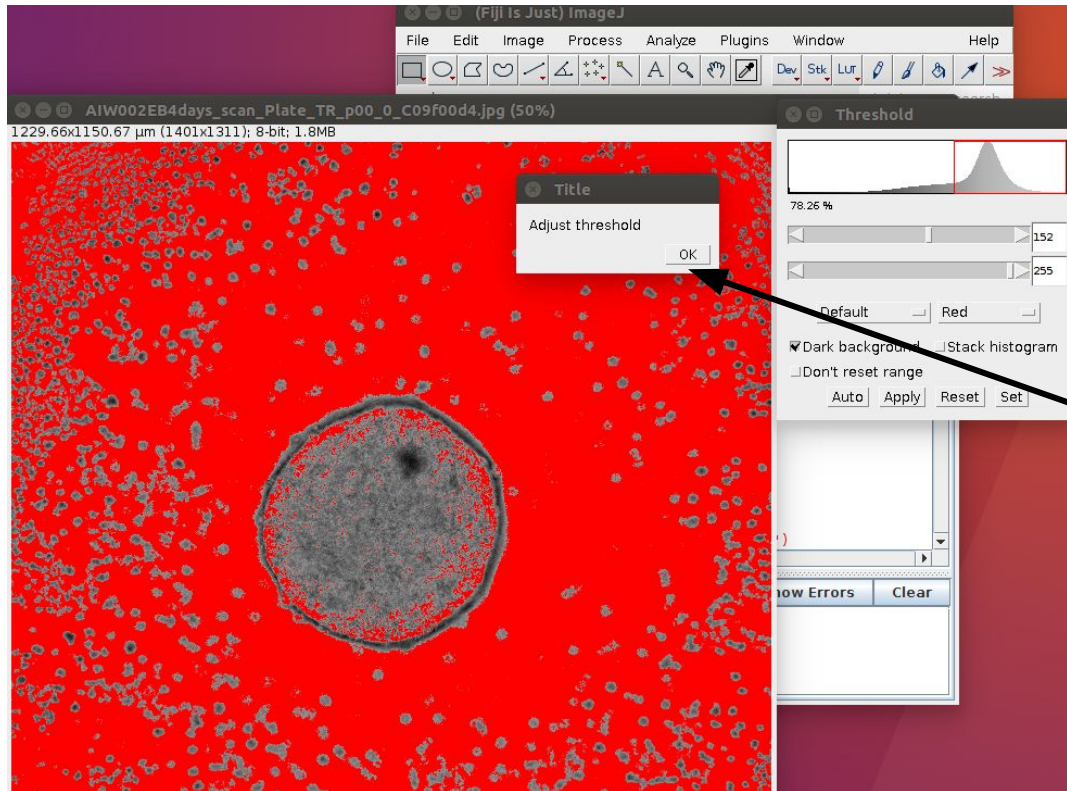 (Fiji Is Just) ImageJ
File Edit Image Process Analyze Plugins Window Help
A Dev Stk LUT >>
AIW002EB4days_scan_Plate_TR_p00_0_C09f00d4.jpg (50%)
1229.66x1150.67 µm (1401x1311); 8-bit; 1.8MB
Title
Adjust threshold
OK
Threshold
78.26 %
152
255
Default Red
Dark background Stack histogram
Don't reset range
Auto Apply Reset Set
')
now Errors Clear